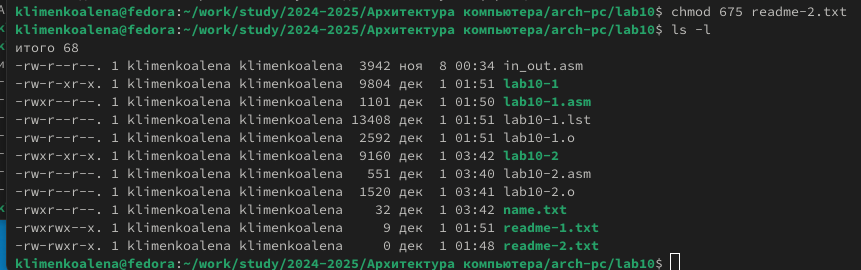 klimenkoalena@fedora:~/work/study/2024-2025/Архитектура компьютера/arch-pc/lab10$ chmod 675 readme-2.txt
klimenkoalena@fedora:~/work/study/2024-2025/Архитектура компьютера/arch-pc/lab10$ ls -l
итого 68
-rw-r--r--. 1 klimenkoalena klimenkoalena  3942 ноя  8 00:34 in_out.asm
-rw-r-xr-x. 1 klimenkoalena klimenkoalena  9804 дек  1 01:51 lab10-1
-rwxr--r--. 1 klimenkoalena klimenkoalena  1101 дек  1 01:50 lab10-1.asm
-rw-r--r--. 1 klimenkoalena klimenkoalena 13408 дек  1 01:51 lab10-1.lst
-rw-r--r--. 1 klimenkoalena klimenkoalena  2592 дек  1 01:51 lab10-1.o
-rwxr-xr-x. 1 klimenkoalena klimenkoalena  9160 дек  1 03:42 lab10-2
-rw-r--r--. 1 klimenkoalena klimenkoalena   551 дек  1 03:40 lab10-2.asm
-rw-r--r--. 1 klimenkoalena klimenkoalena  1520 дек  1 03:41 lab10-2.o
-rwxr--r--. 1 klimenkoalena klimenkoalena    32 дек  1 03:42 name.txt
-rwxrwx--x. 1 klimenkoalena klimenkoalena     9 дек  1 01:51 readme-1.txt
-rw-rwxr-x. 1 klimenkoalena klimenkoalena     0 дек  1 01:48 readme-2.txt
klimenkoalena@fedora:~/work/study/2024-2025/Архитектура компьютера/arch-pc/lab10$